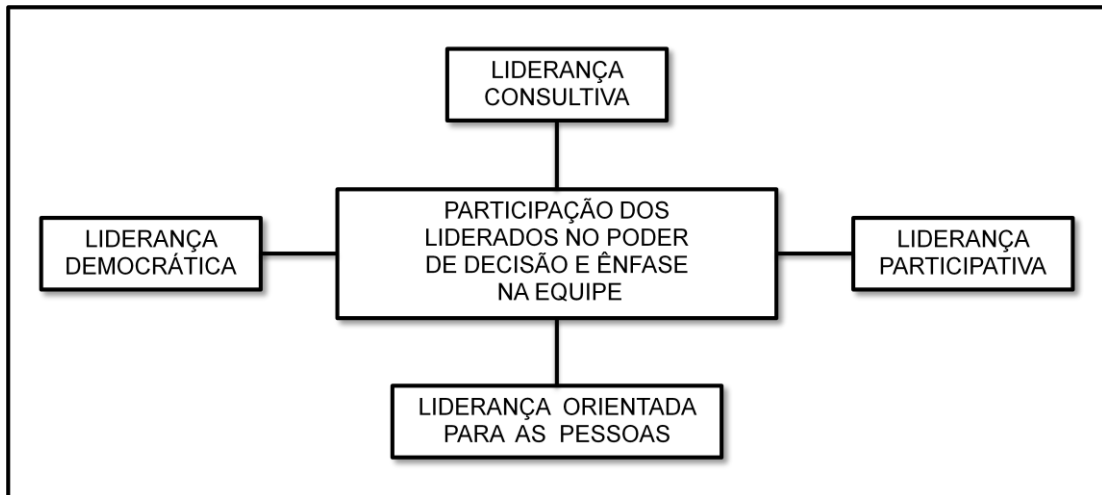 LIDERANÇA
CONSULTIVA
PARTICIPAÇÃO DOS
LIDERADOS NO PODER
DE DECISÃO E ÊNFASE
NA EQUIPE
LIDERANÇA
DEMOCRÁTICA
LIDERANÇA
PARTICIPATIVA
LIDERANÇA ORIENTADA
PARA AS PESSOAS